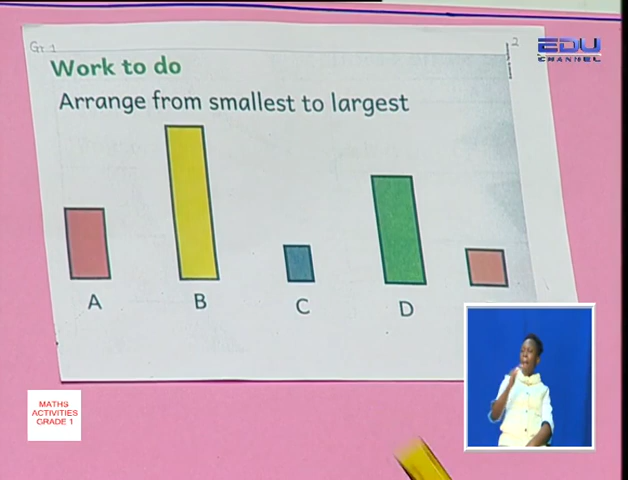 Gr 1
2
EDU
CHANNEL
Work to do
Arrange from smallest to largest
A B C D
MATHS
ACTIVITIES
GRADE 1